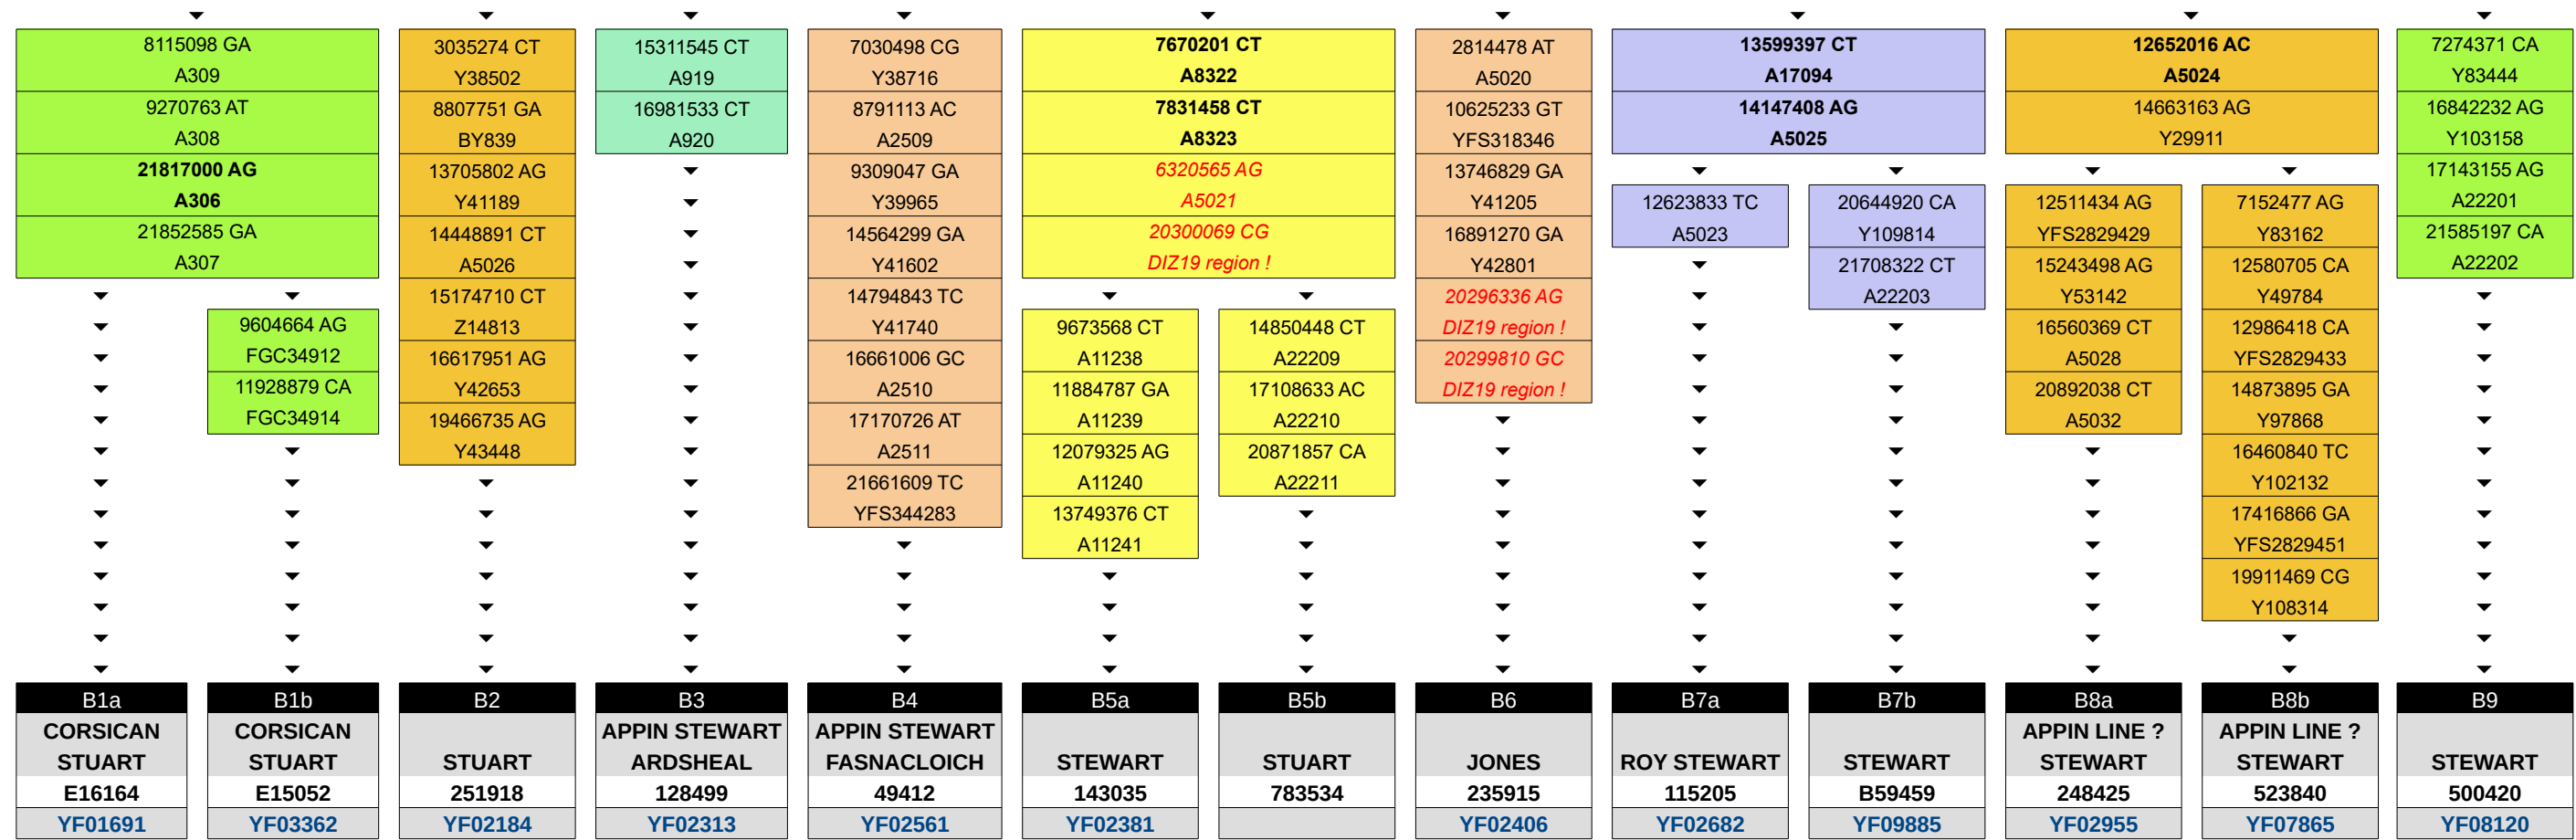 8115098 GA
A309
9270763 AT
A308
21817000 AG
A306
21852585 GA
A307
9604664 AG
FGC34912
11928879 CA
FGC34914
3035274 CT
Y38502
8807751 GA
BY839
13705802 AG
Y41189
14448891 CT
A5026
15174710 CT
Z14813
16617951 AG
Y42653
19466735 AG
Y43448
15311545 CT
A919
16981533 CT
A920
7030498 CG
Y38716
8791113 AC
A2509
9309047 GA
Y39965
14564299 GA
Y41602
14794843 TC
Y41740
16661006 GC
A2510
17170726 AT
A2511
21661609 TC
YFS344283
7670201 CT
A8322
7831458 CT
A8323
6320565 AG
A5021
20300069 CG
DIZ19 region !
9673568 CT
A11238
11884787 GA
A11239
12079325 AG
A11240
13749376 CT
A11241
14850448 CT
A22209
17108633 AC
A22210
20871857 CA
A22211
2814478 AT
A5020
10625233 GT
YFS318346
13746829 GA
Y41205
16891270 GA
Y42801
20296336 AG
DIZ19 region !
20299810 GC
DIZ19 region !
13599397 CT
A17094
14147408 AG
A5025
12623833 TC
A5023
20644920 CA
Y109814
21708322 CT
A22203
12652016 AC
A5024
14663163 AG
Y29911
12511434 AG
YFS2829429
15243498 AG
Y53142
16560369 CT
A5028
20892038 CT
A5032
7152477 AG
Y83162
12580705 CA
Y49784
12986418 CA
YFS2829433
14873895 GA
Y97868
16460840 TC
Y102132
17416866 GA
YFS2829451
19911469 CG
Y108314
7274371 CA
Y83444
16842232 AG
Y103158
17143155 AG
A22201
21585197 CA
A22202
B1a
CORSICAN
STUART
E16164
YF01691
B1b
CORSICAN
STUART
E15052
YF03362
B2
STUART
251918
YF02184
B3
APPIN STEWART
ARDSHEAL
128499
YF02313
B4
APPIN STEWART
FASNACLOICH
49412
YF02561
B5a
STEWART
143035
YF02381
B5b
STUART
783534
B6
JONES
235915
YF02406
B7a
ROY STEWART
115205
YF02682
B7b
STEWART
B59459
YF09885
B8a
APPIN LINE ?
STEWART
248425
YF02955
B8b
APPIN LINE ?
STEWART
523840
YF07865
B9
STEWART
500420
YF08120